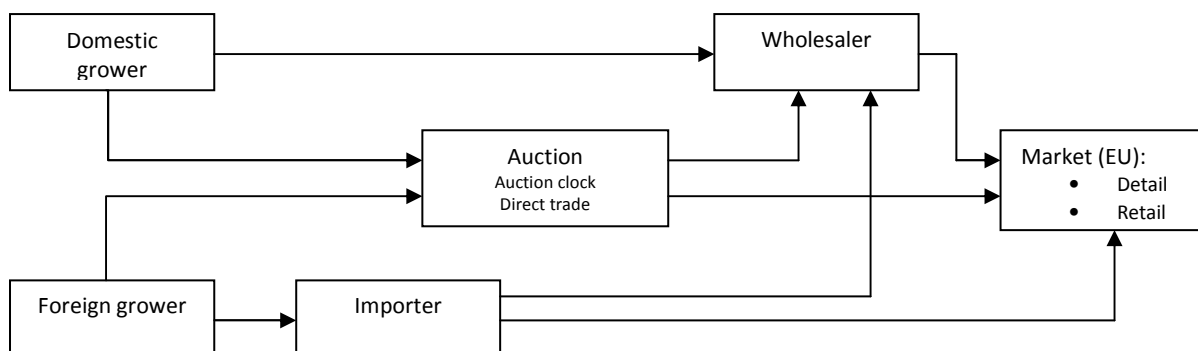 Domestic
grower
Wholesaler
Auction
Auction clock
Direct trade
Market (EU):
• Detail
• Retail
Foreign grower
Importer